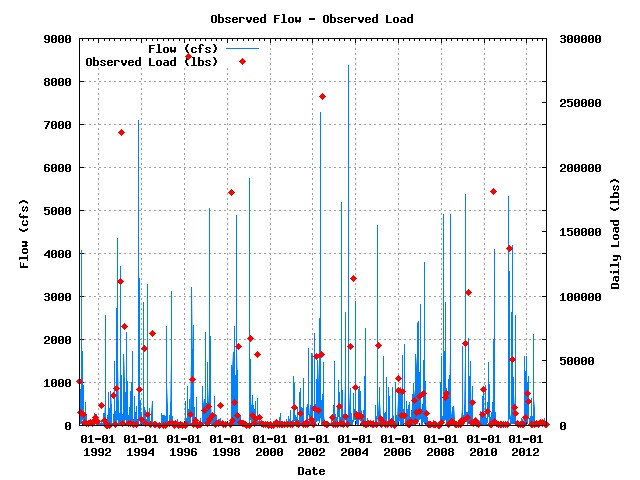 Observed Flow - Observed Load
Flow (cfs)
Observed Load (lbs)
9000
8000
7000
6000
5000
4000
3000
2000
1000
0
Flow (cfs)
300000
250000
200000
150000
100000
50000
0
Daily Load (lbs)
01-01 01-01 01-01 01-01 01-01 01-01 01-01 01-01 01-01 01-01 01-01
1992 1994 1996 1998 2000 2002 2004 2006 2008 2010 2012
Date